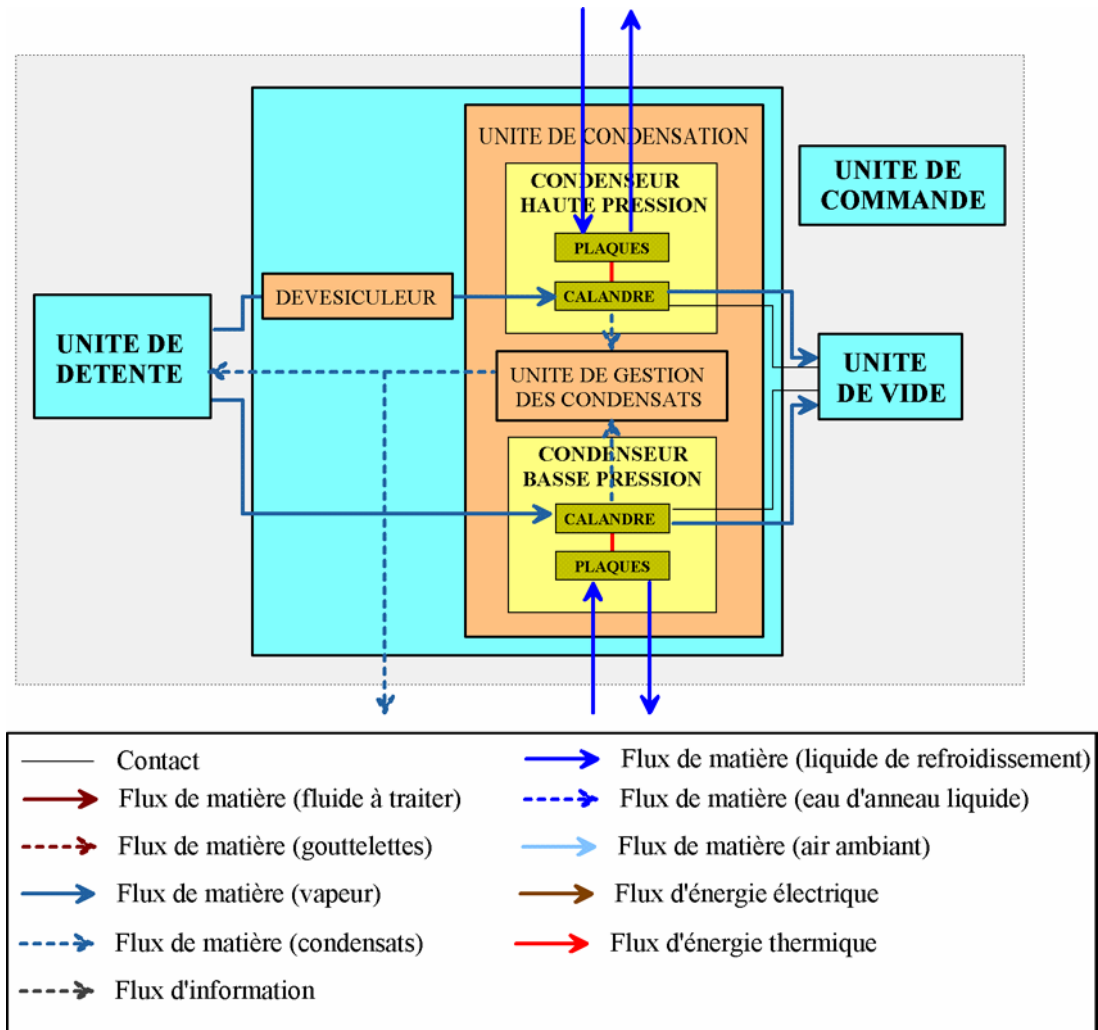 UNITE DE CONDENSATION
CONDENSEUR
HAUTE PRESSION
UNITE DE
COMMANDE
PLAQUES
DEVESICULEUR
CALANDRE
UNITE DE
DETENTE
UNITE DE GESTION
DES CONDENSATS
UNITE
DE VIDE
CONDENSEUR
BASSE PRESSION
CALANDRE
PLAQUES
Contact
Flux de matière (fluide à traiter)
Flux de matière (gouttelettes)
Flux de matière (vapeur)
Flux de matière (condensats)
Flux d'information
Flux de matière (liquide de refroidissement)
Flux de matière (eau d'anneau liquide)
Flux de matière (air ambiant)
Flux d'énergie électrique
Flux d'énergie thermique